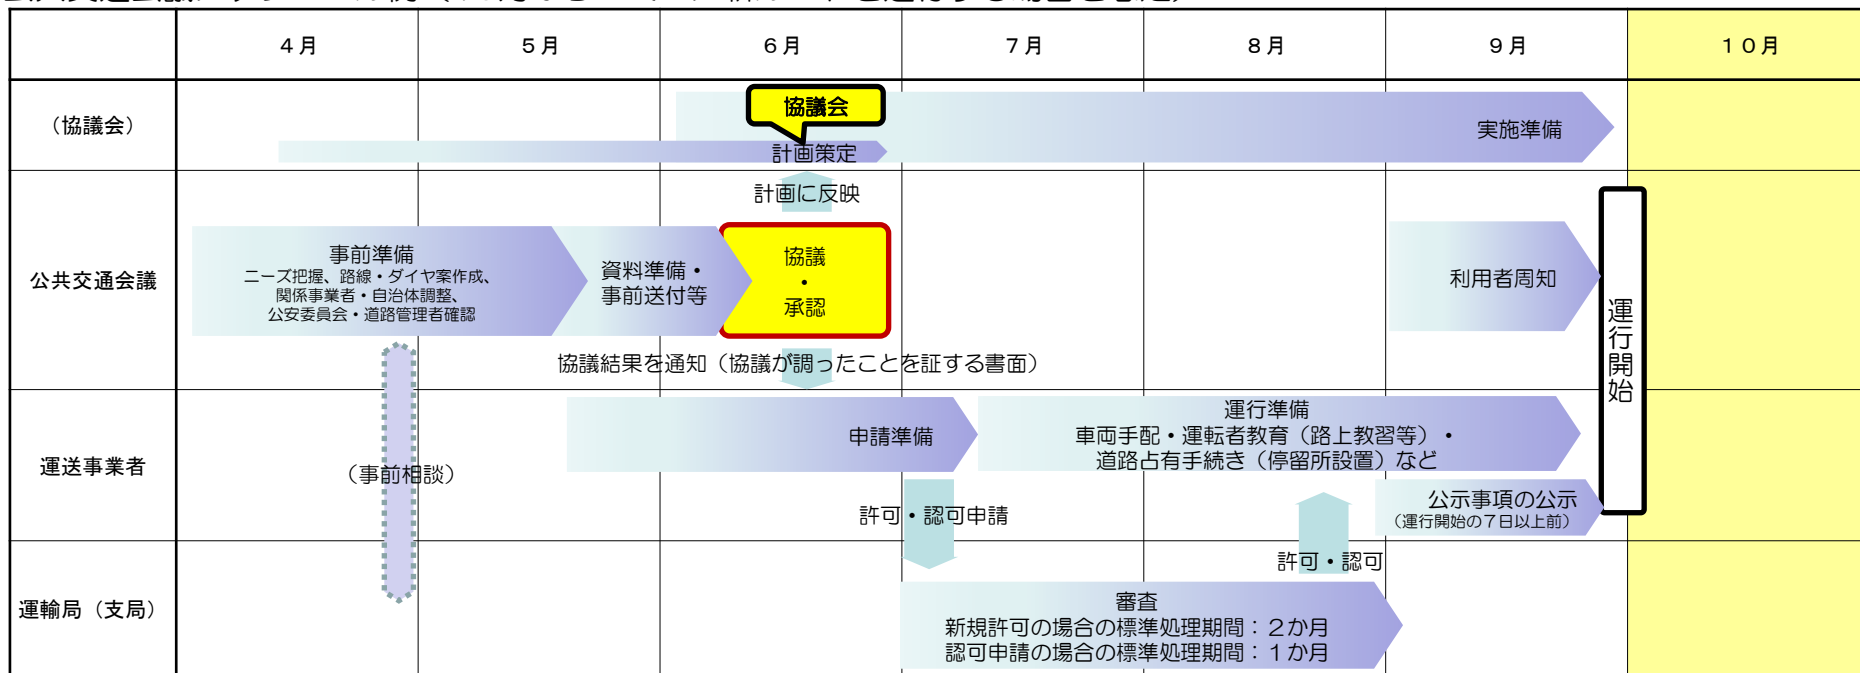 ４月
５月
６月
７月
８月
９月
１０月
（協議会）
協議会
計画策定
実施準備
計画に反映
公共交通会議
事前準備
ニーズ把握、路線・ダイヤ案作成、
関係事業者・自治体調整、
公安委員会・道路管理者確認
資料準備・
事前送付等
協議
・
承認
利用者周知
運行開始
協議結果を通知（協議が調ったことを証する書面）
運送事業者
（事前相談）
申請準備
運行準備
車両手配・運転者教育（路上教習等）・
道路占有手続き（停留所設置）など
公示事項の公示
（運行開始の７日以上前）
許可・認可申請
許可・認可
運輸局（支局）
審査
新規許可の場合の標準処理期間：２か月
認可申請の場合の標準処理期間：１か月